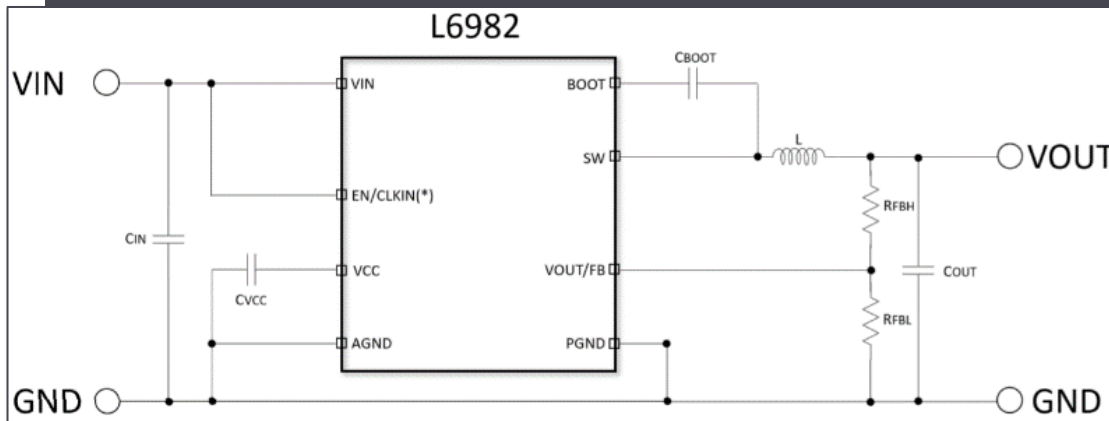 L6982
VIN
VIN
BOOT
CBOOT
SW
L
VOUT
EN/CLKIN(*)
RFBH
CIN
VCC
VOUT/FB
COUT
CVCC
RFBL
AGND
PGND
GND
GND